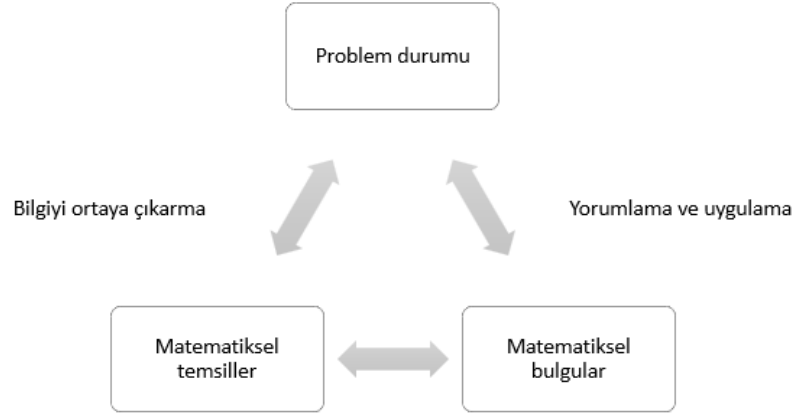 Problem durumu
Bilgiyi ortaya çıkarma
Yorumlama ve uygulama
Matematiksel
temsiller
Matematiksel
bulgular